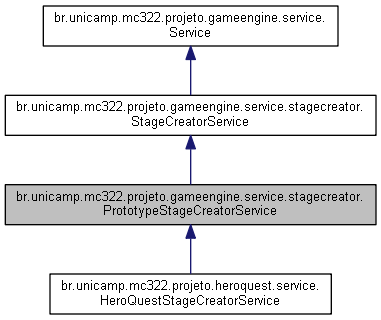 br.unicamp.mc322.projeto.gameengine.service.
Service
br.unicamp.mc322.projeto.gameengine.service.stagecreator.
StageCreatorService
br.unicamp.mc322.projeto.gameengine.service.stagecreator.
PrototypeStageCreatorService
br.unicamp.mc322.projeto.heroquest.service.
HeroQuestStageCreatorService